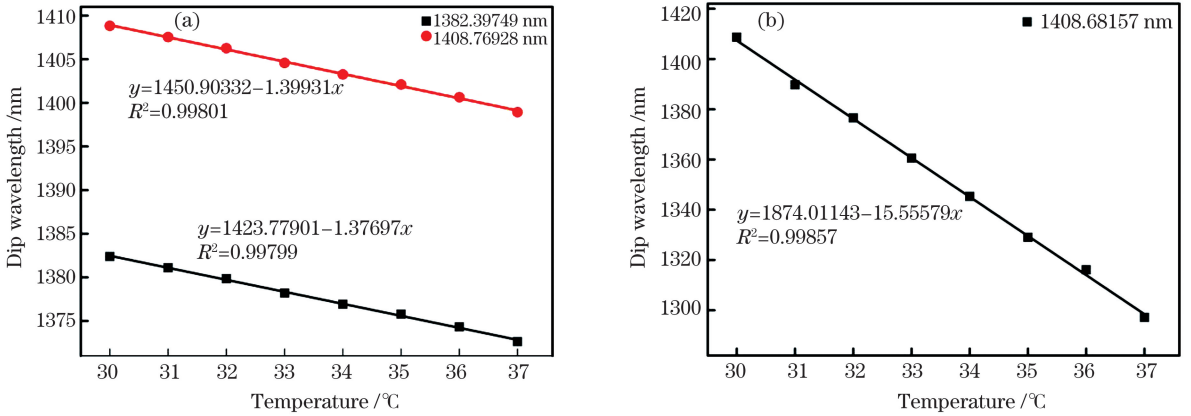 (a)
1382.39749 nm
1408.76928 nm
1410
1405
1400
1395
1390
1385
1380
1375
y=1450.90332−1.39931x
R²=0.99801
y=1423.77901−1.37697x
R²=0.99799
Dip wavelength /nm
30 31 32 33 34 35 36 37
Temperature /℃
(b)
1408.68157 nm
1420
1400
1380
1360
1340
1320
1300
y=1874.01143−15.55579x
R²=0.99857
Dip wavelength /nm
30 31 32 33 34 35 36 37
Temperature /℃